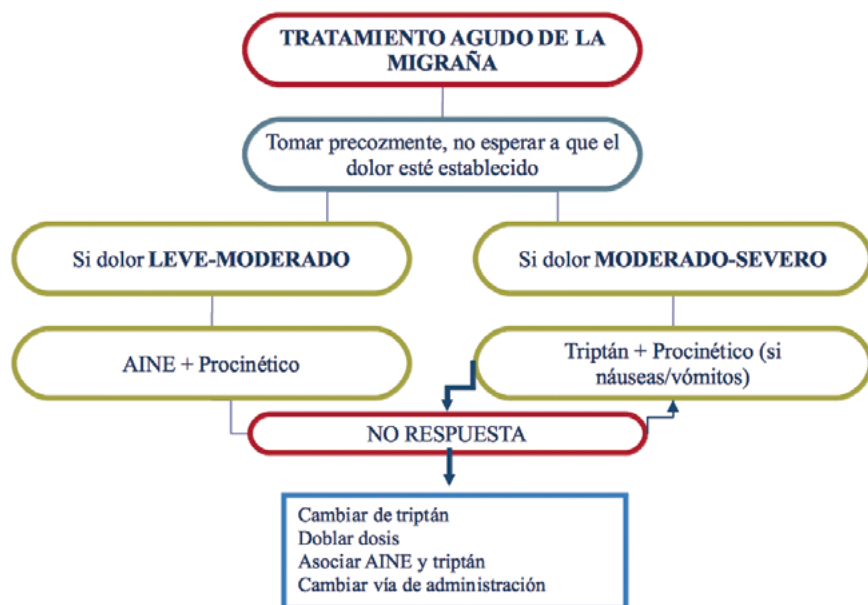 TRATAMIENTO AGUDO DE LA
MIGRAÑA
Tomar precozmente, no esperar a que el
dolor esté establecido
Si dolor LEVE-MODERADO
Si dolor MODERADO-SEVERO
AINE + Procinético
Triptán + Procinético (si
náuseas/vómitos)
NO RESPUESTA
Cambiar de triptán
Doblar dosis
Asociar AINE y triptán
Cambiar vía de administración